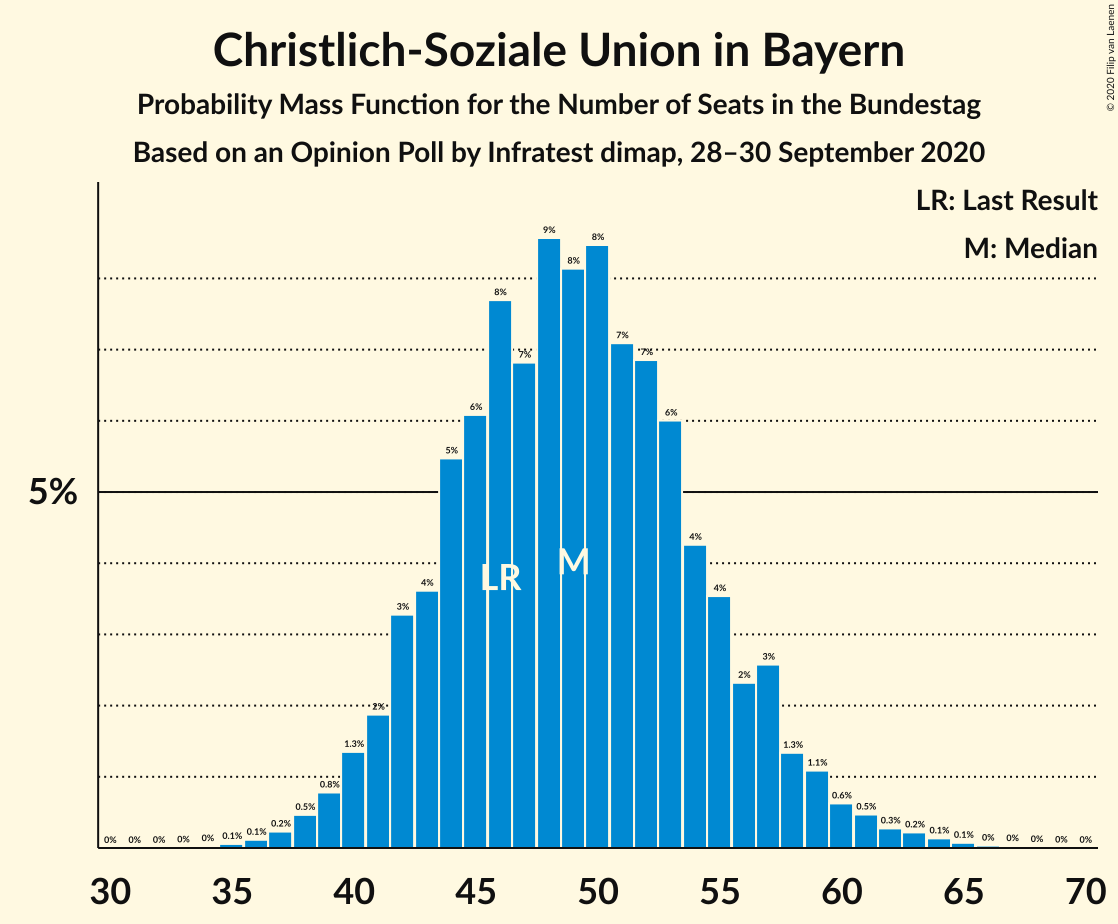 Christlich-Soziale Union in Bayern
Probability Mass Function for the Number of Seats in the Bundestag
Based on an Opinion Poll by Infratest dimap, 28–30 September 2020
© 2020 Filip van Laenen
LR: Last Result
M: Median
5%
0% 0% 0% 0% 0% 0.1% 0.1% 0.2% 0.5% 0.8% 1.3% 2% 3% 4% 5% 6% 8% 7% 9% 8% 8% 7% 7% 6% 4% 4% 2% 3% 1.3% 1.1% 0.6% 0.5% 0.3% 0.2% 0.1% 0.1% 0% 0% 0% 0% 0%
LR M
30 35 40 45 50 55 60 65 70